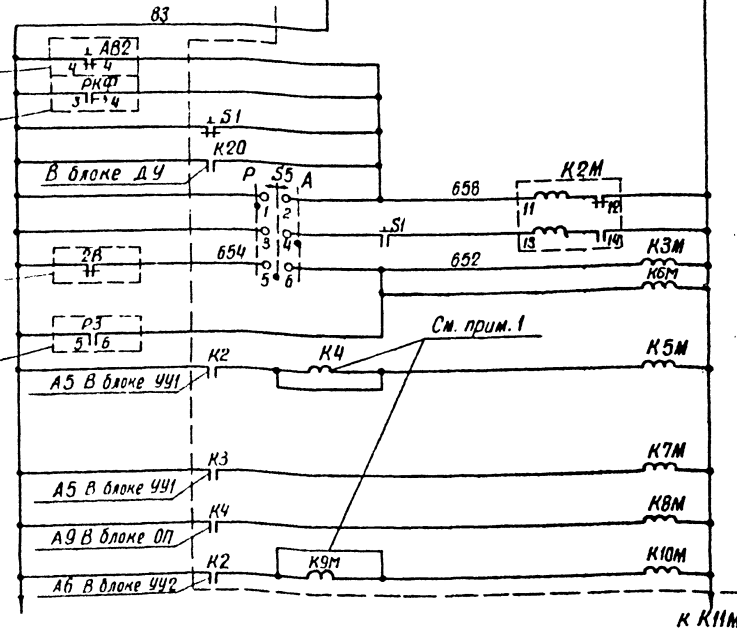 83
АВ2
4 4
РКФ
3 4
S1
К20
В блоке ДУ
Р S5 А
1 2
658
К2М
11 12
3 4
S1
13 14
2В
654
5 6
652
К3М
К6М
РЗ
5 6
См. прим. 1
К2
К4
К5М
А5 В блоке УУ1
К3
К7М
А5 В блоке УУ1
К4
К8М
А9 В блоке ОП
К2
К9М
К10М
А6 В блоке УУ2
К К11М